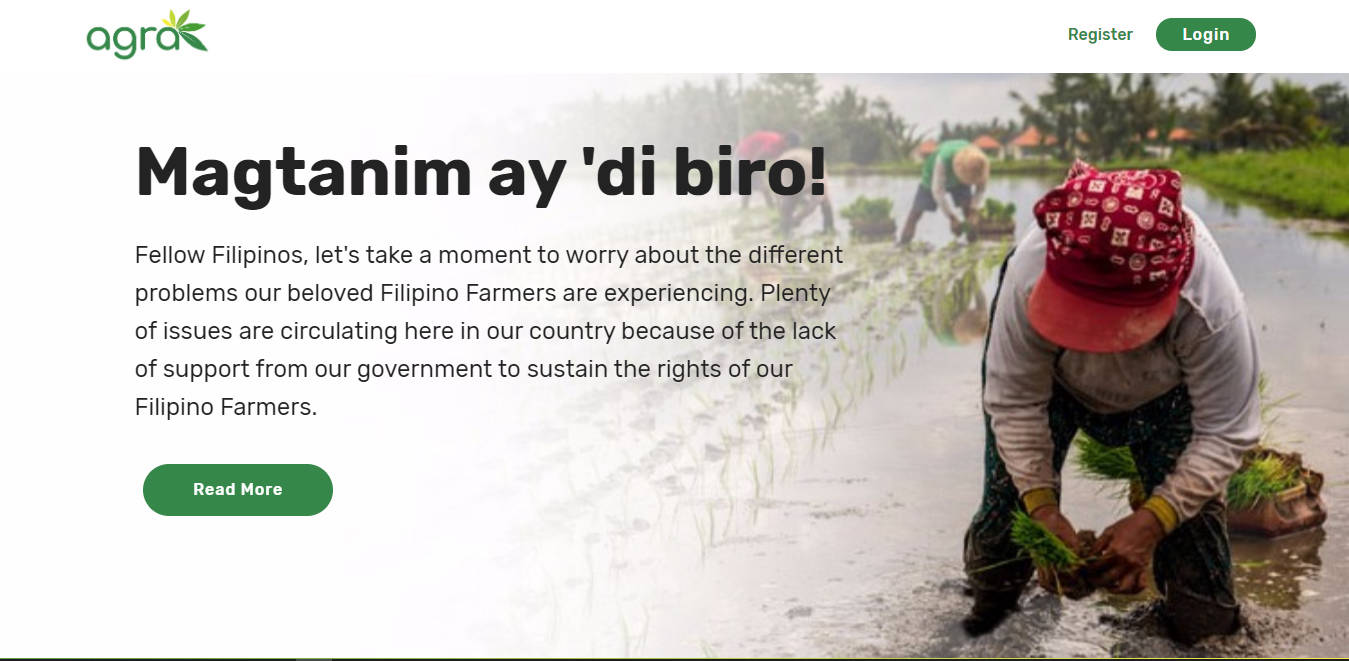 agra
Register
Login
Magtanim ay 'di biro!
Fellow Filipinos, let's take a moment to worry about the different
problems our beloved Filipino Farmers are experiencing. Plenty
of issues are circulating here in our country because of the lack
of support from our government to sustain the rights of our
Filipino Farmers.
Read More